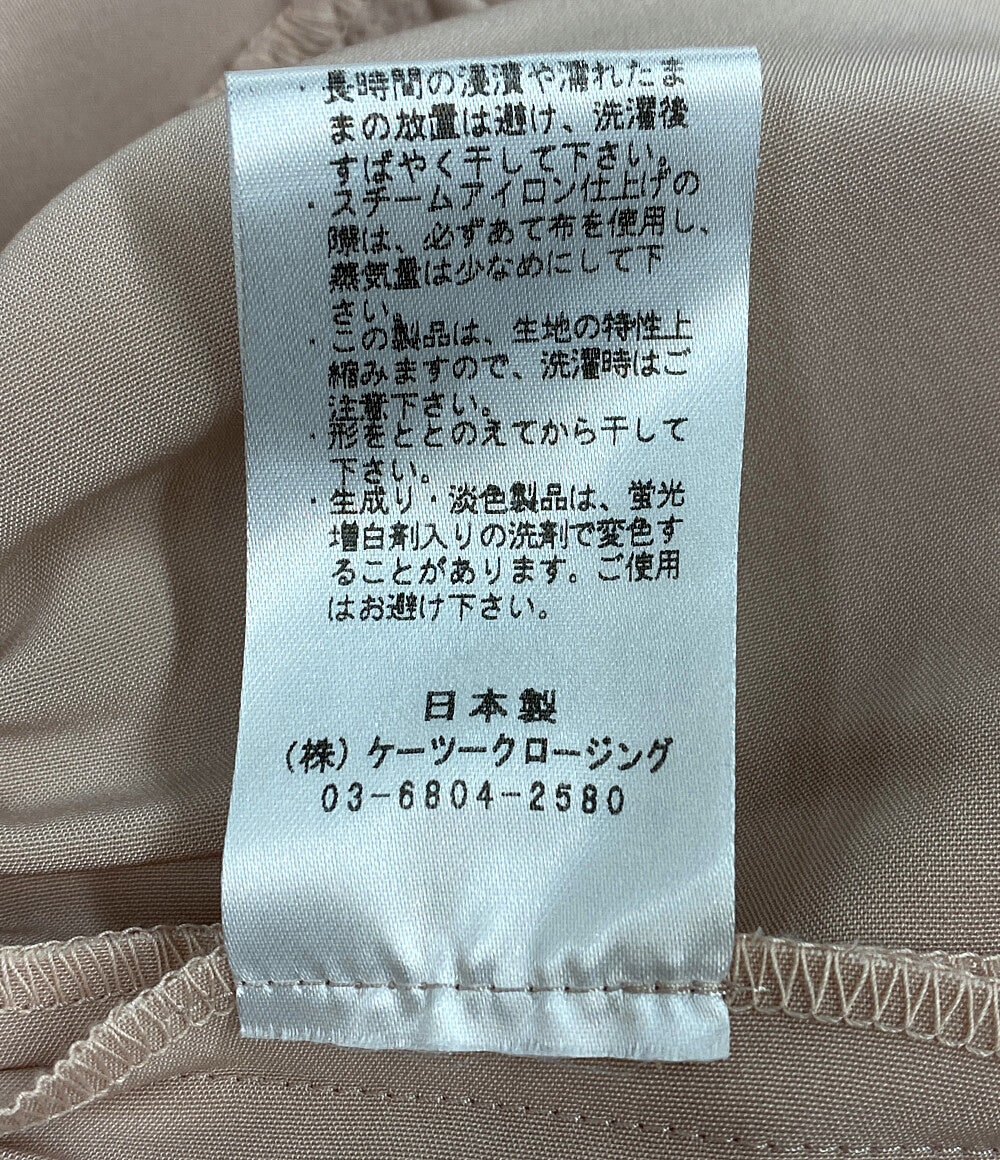 ・長時間の浸漬や濡れたま
まの放置は避け、洗濯後
すばやく干して下さい。
・スチームアイロン仕上げの
際は、必ずあて布を使用し、
蒸気量は少なめにして下
さい。
・この製品は、生地の特性上
縮みますので、洗濯時はご
注意下さい。
・形をととのえてから干して
下さい。
・生成り・淡色製品は、蛍光
増白剤入りの洗剤で変色す
ることがあります。ご使用
はお避け下さい。
日本製
(株)ケーツークロージング
03-6804-2580